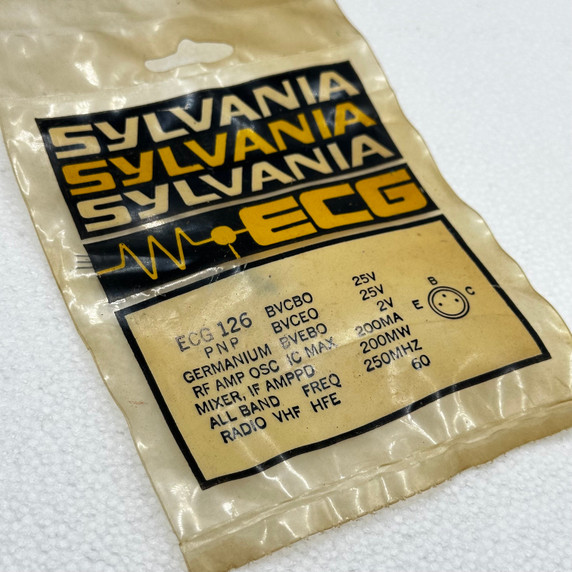 SYLVANIA
SYLVANIA
SYLVANIA
ECG
ECG 126 BVCBO 25V
PNP BVCEO 25V
GERMANIUM BVEBO 2V
RF AMP OSC IC MAX 200MA
MIXER, IF AMP PD 200MW
ALL BAND FREQ 250MHZ
RADIO VHF HFE 60
B
E C